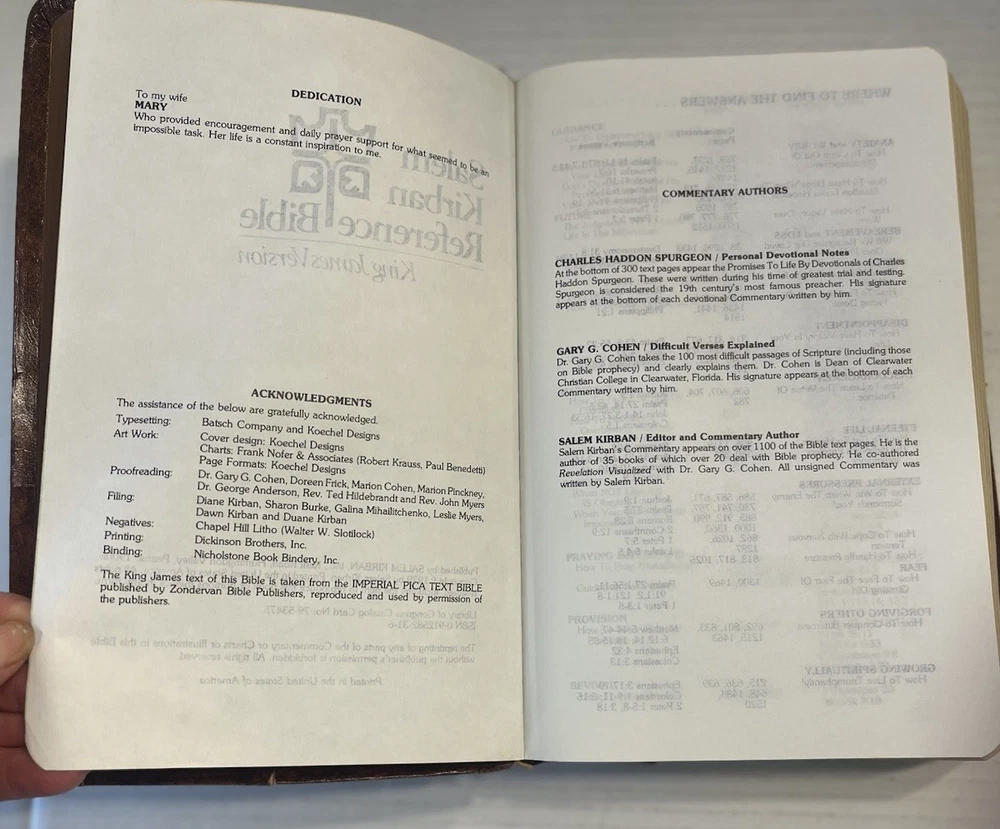 DEDICATION
To my wife
MARY
Who provided encouragement and daily prayer support for what seemed to be an
impossible task. Her life is a constant inspiration to me.
ACKNOWLEDGMENTS
The assistance of the below are gratefully acknowledged.
Typesetting: Batsch Company and Koechel Designs
Art Work: Cover design: Koechel Designs
Charts: Frank Nofer & Associates (Robert Krauss, Paul Benedetti)
Page Formats: Koechel Designs
Proofreading: Dr. Gary G. Cohen, Doreen Frick, Marion Cohen, Marion Pinckney,
Dr. George Anderson, Rev. Ted Hildebrandt and Rev. John Myers
Filing: Diane Kirban, Sharon Burke, Galina Mihailitchenko, Leslie Myers,
Dawn Kirban and Duane Kirban
Negatives: Chapel Hill Litho (Walter W. Slotilock)
Printing: Dickinson Brothers, Inc.
Binding: Nicholstone Book Bindery, Inc.
The King James text of this Bible is taken from the IMPERIAL PICA TEXT BIBLE
published by Zondervan Bible Publishers, reproduced and used by permission of
the publishers.
COMMENTARY AUTHORS
CHARLES HADDON SPURGEON / Personal Devotional Notes
At the bottom of 300 text pages appear the Promises To Life By Devotionals of Charles
Haddon Spurgeon. These were written during his time of greatest trial and testing.
Spurgeon is considered the 19th century's most famous preacher. His signature
appears at the bottom of each devotional Commentary written by him.
GARY G. COHEN / Difficult Verses Explained
Dr. Gary G. Cohen takes the 100 most difficult passages of Scripture (including those
on Bible prophecy) and clearly explains them. Dr. Cohen is Dean of Clearwater
Christian College in Clearwater, Florida. His signature appears at the bottom of each
Commentary written by him.
SALEM KIRBAN / Editor and Commentary Author
Salem Kirban's Commentary appears on over 1100 of the Bible text pages. He is the
author of 35 books of which over 20 deal with Bible prophecy. He co-authored
Revelation Visualized with Dr. Gary G. Cohen. All unsigned Commentary was
written by Salem Kirban.